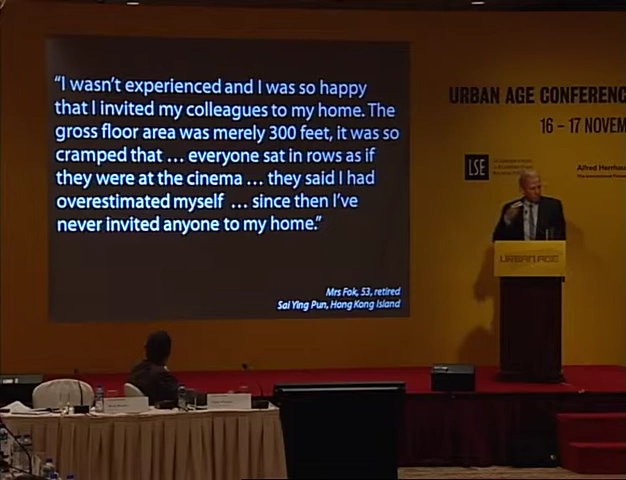 “I wasn’t experienced and I was so happy
that I invited my colleagues to my home. The
gross floor area was merely 300 feet, it was so
cramped that ... everyone sat in rows as if
they were at the cinema ... they said I had
overestimated myself ... since then I’ve
never invited anyone to my home.”
Mrs Fok, 53, retired
Sai Ying Pun, Hong Kong Island
URBAN AGE CONFERENC
16 – 17 NOVEM
LSE
Alfred Herrhau
URBAN AGE